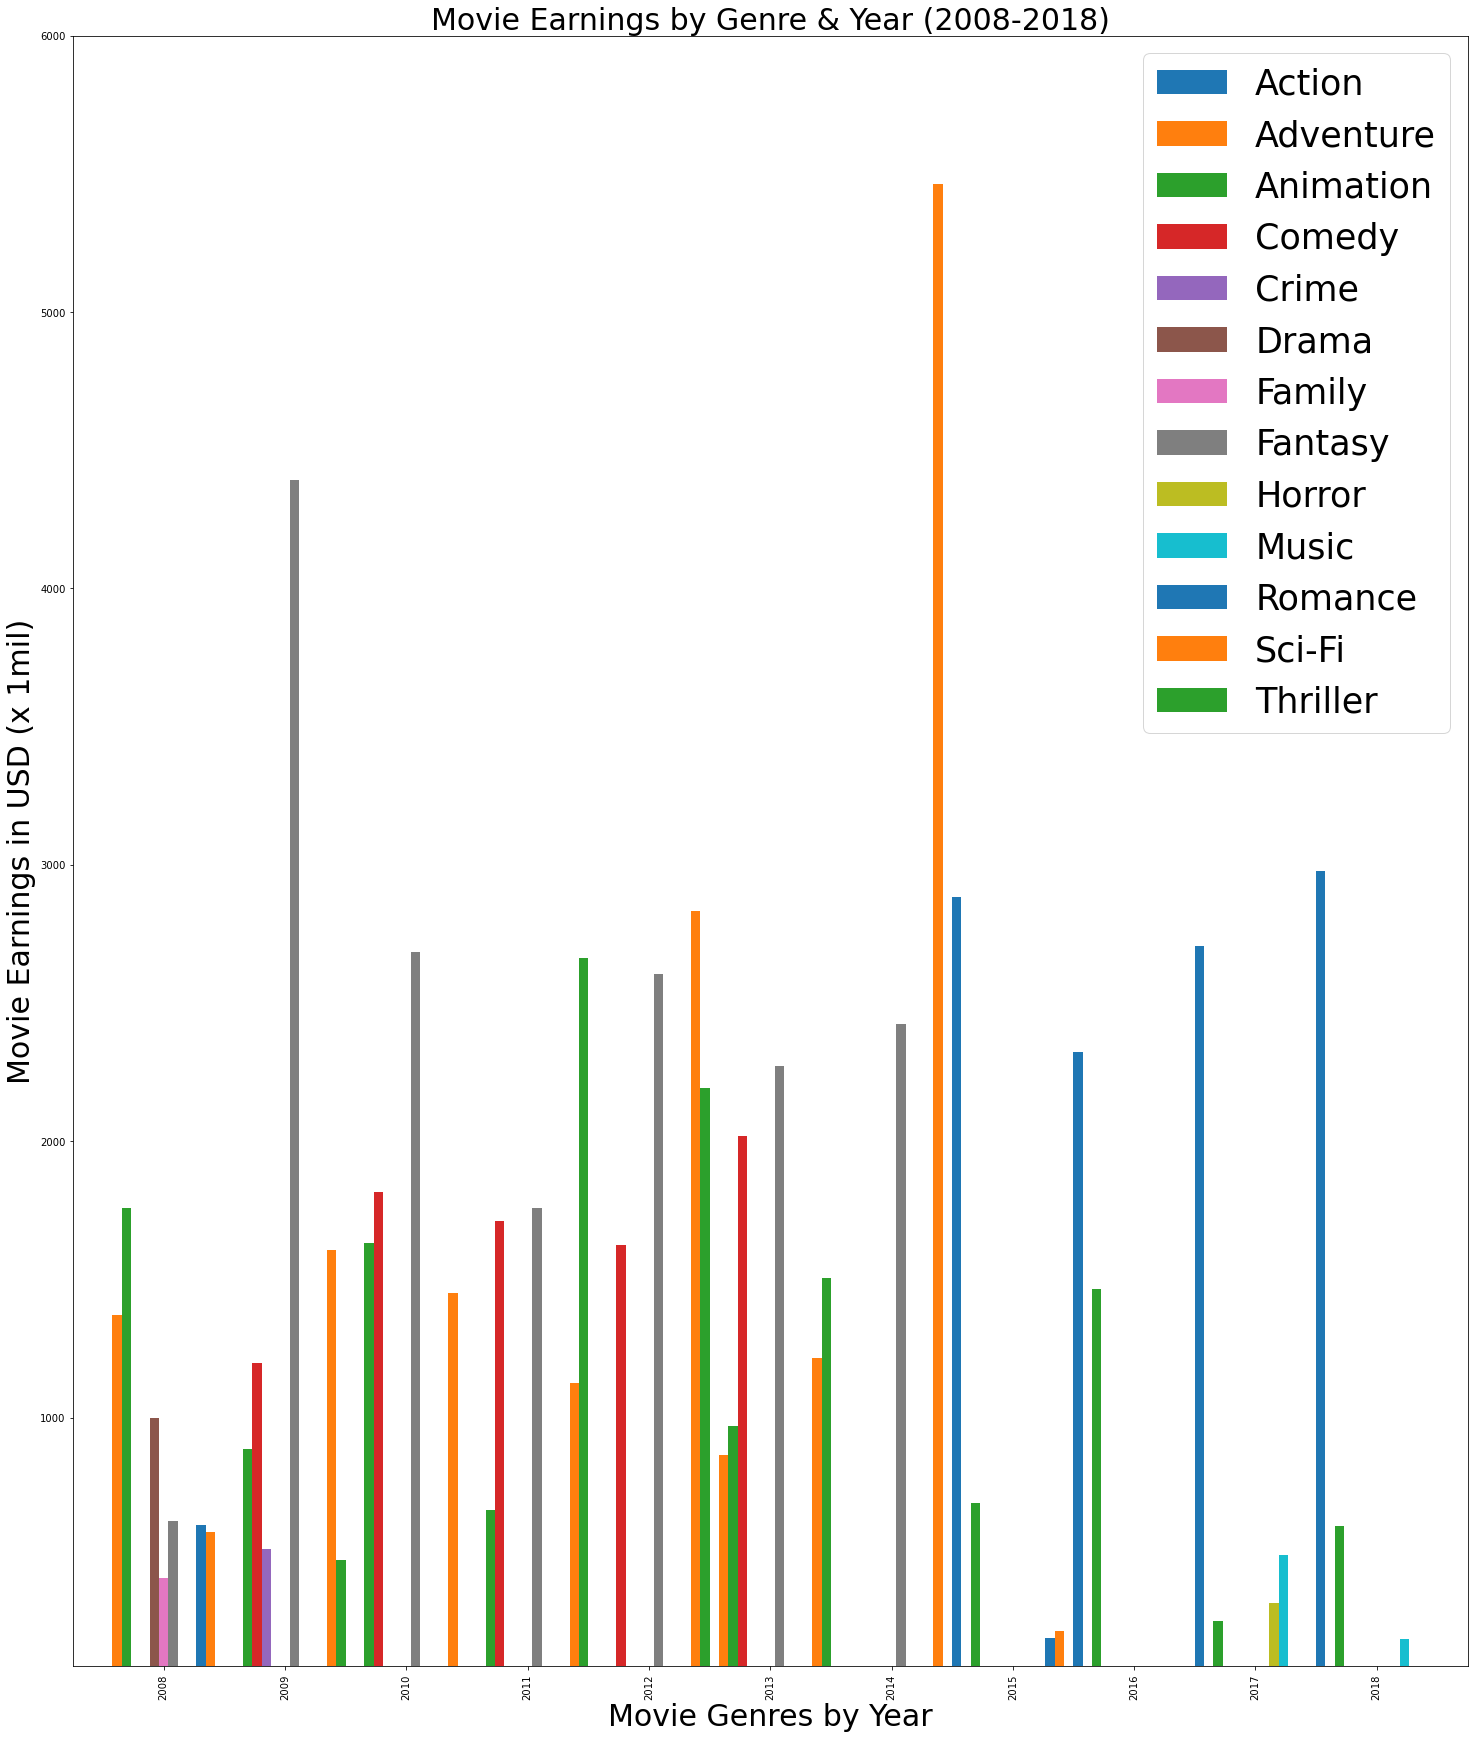 Movie Earnings by Genre & Year (2008-2018)
6000
5000
4000
3000
2000
1000
Movie Earnings in USD (x 1mil)
Action
Adventure
Animation
Comedy
Crime
Drama
Family
Fantasy
Horror
Music
Romance
Sci-Fi
Thriller
2008
2009
2010
2011
2012
2013
2014
2015
2016
2017
2018
Movie Genres by Year